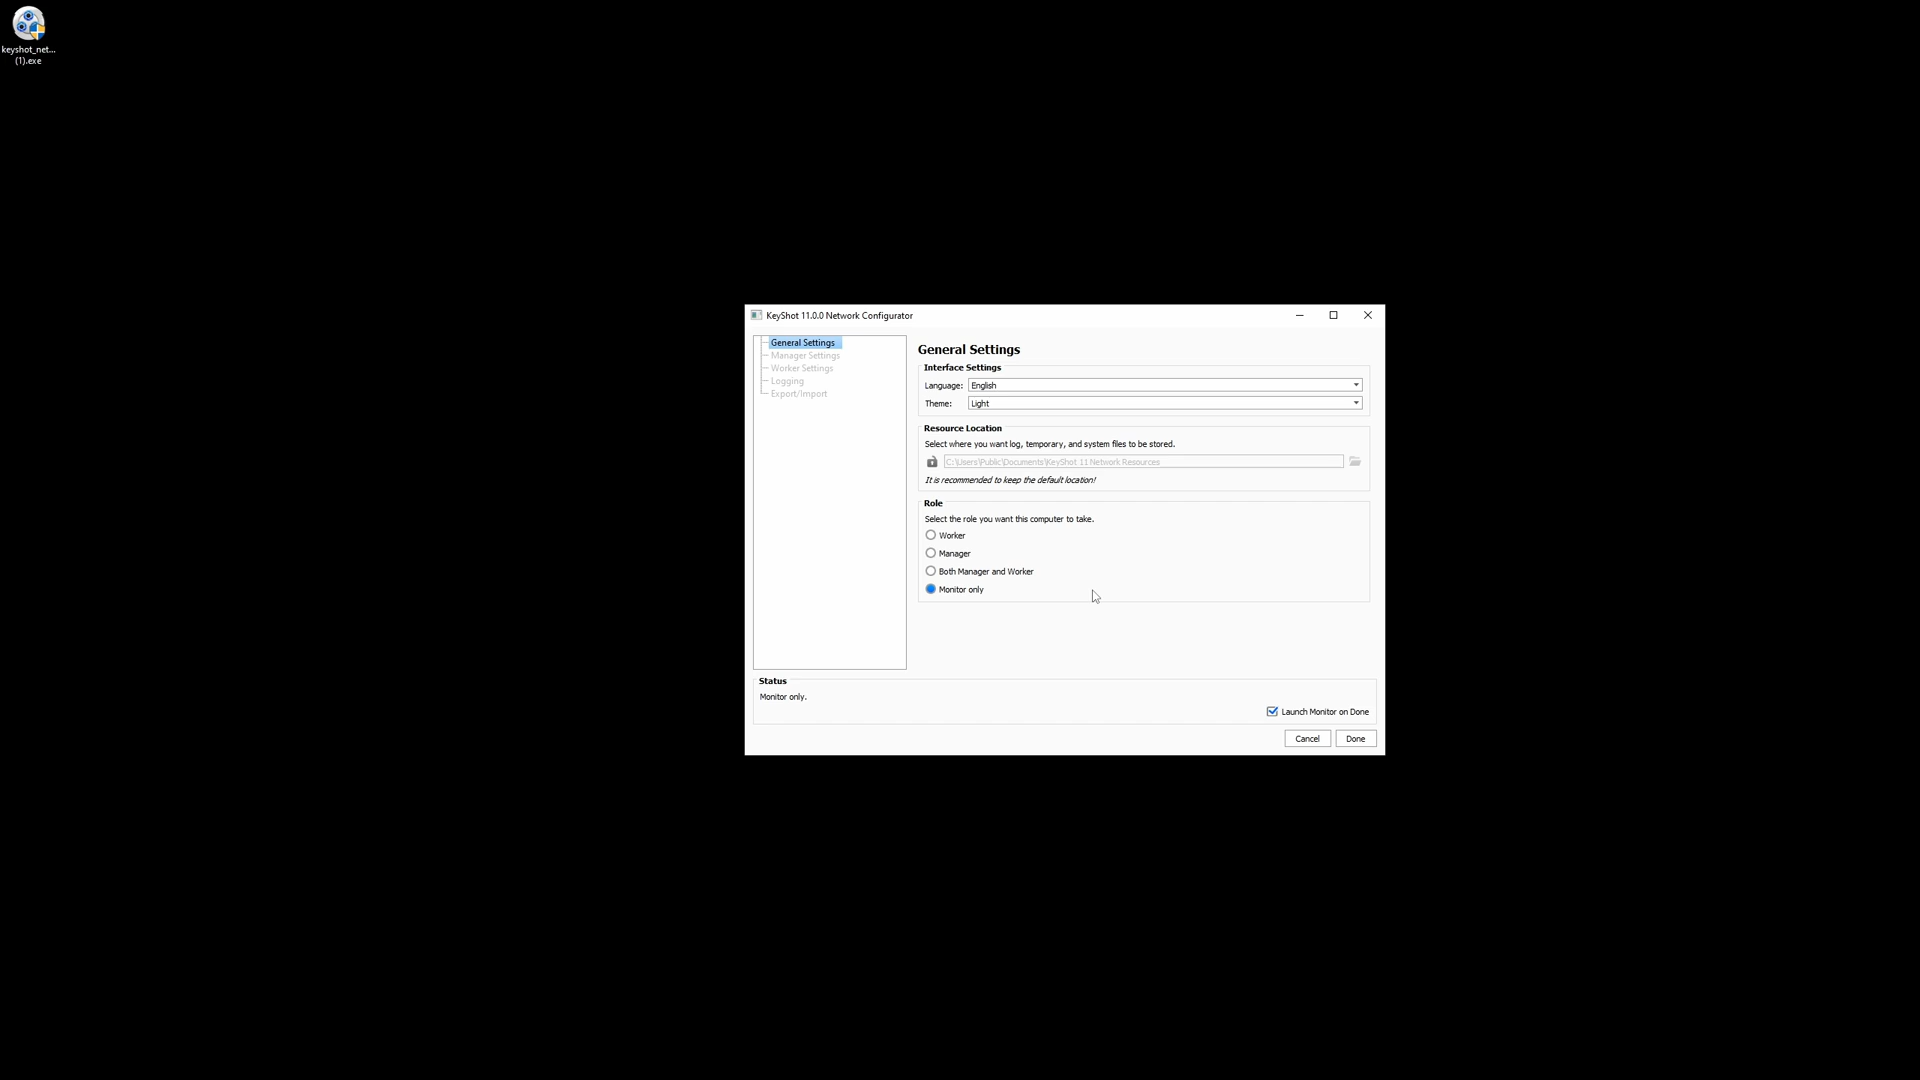 keyshot_net...
(1).exe
KeyShot 11.0.0 Network Configurator
General Settings
Manager Settings
Worker Settings
Logging
Export/Import
General Settings
Interface Settings
Language: English
Theme: Light
Resource Location
Select where you want log, temporary, and system files to be stored.
C:\Users\Public\Documents\KeyShot 11 Network Resources
It is recommended to keep the default location!
Role
Select the role you want this computer to take.
Worker
Manager
Both Manager and Worker
Monitor only
Status
Monitor only.
Launch Monitor on Done
Cancel Done